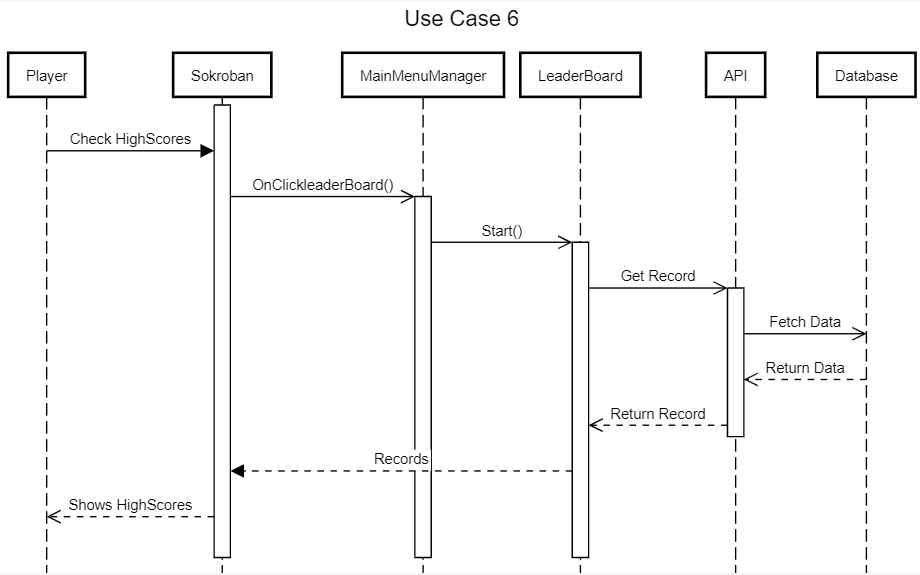 Use Case 6
Player
Sokroban
MainMenuManager
LeaderBoard
API
Database
Check HighScores
OnClickleaderBoard()
Start()
Get Record
Fetch Data
Return Data
Return Record
Records
Shows HighScores